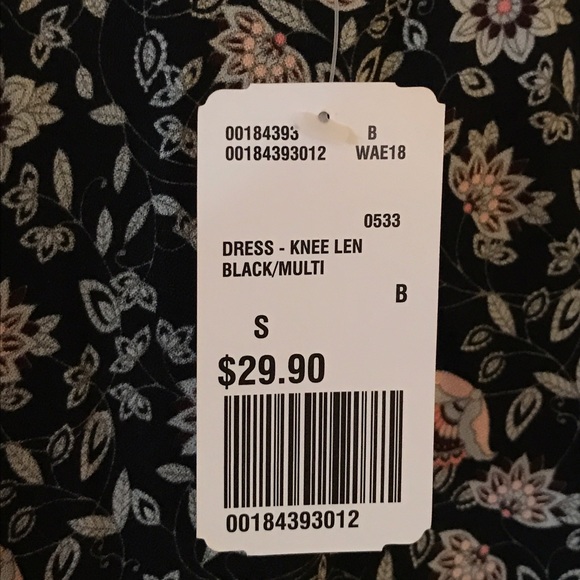 00184393 B
00184393012 WAE18
0533
DRESS - KNEE LEN
BLACK/MULTI
B
S
$29.90
00184393012